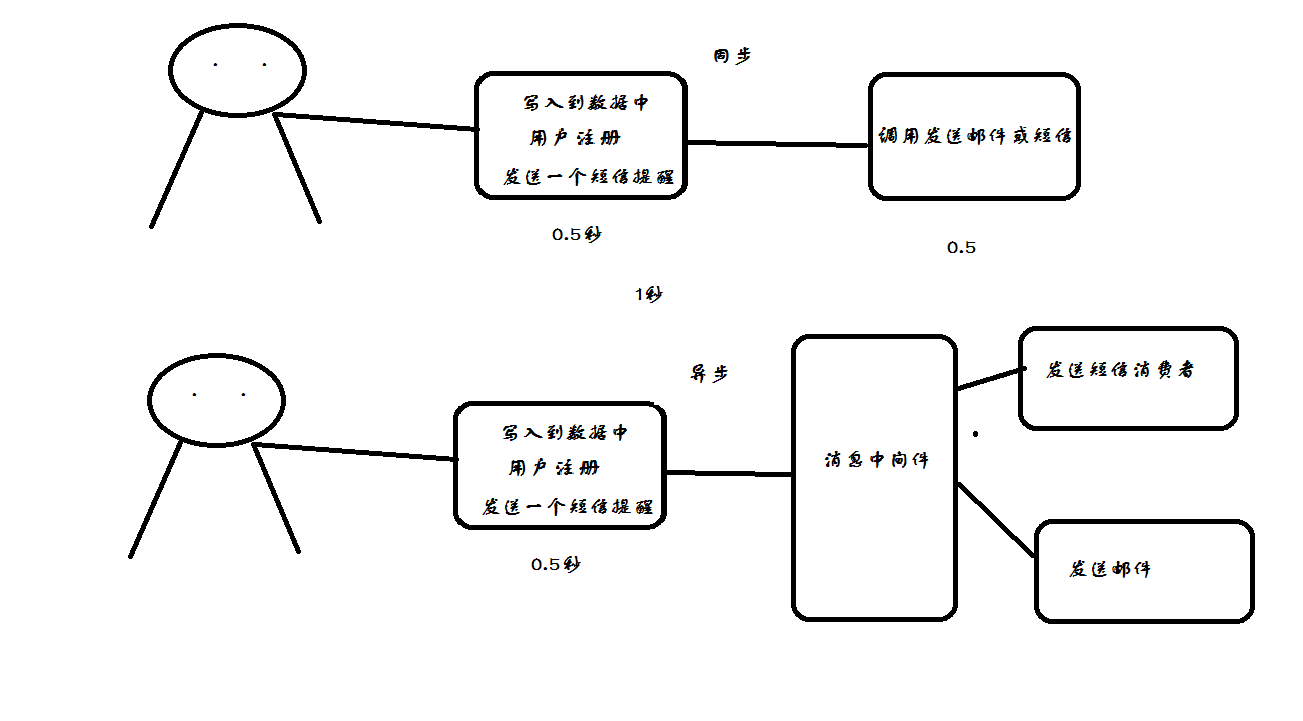 同步
写入到数据中
用户注册
发送一个短信提醒
调用发送邮件或短信
0.5秒
0.5
1秒
异步
写入到数据中
用户注册
发送一个短信提醒
0.5秒
消息中间件
发送短信消费者
发送邮件